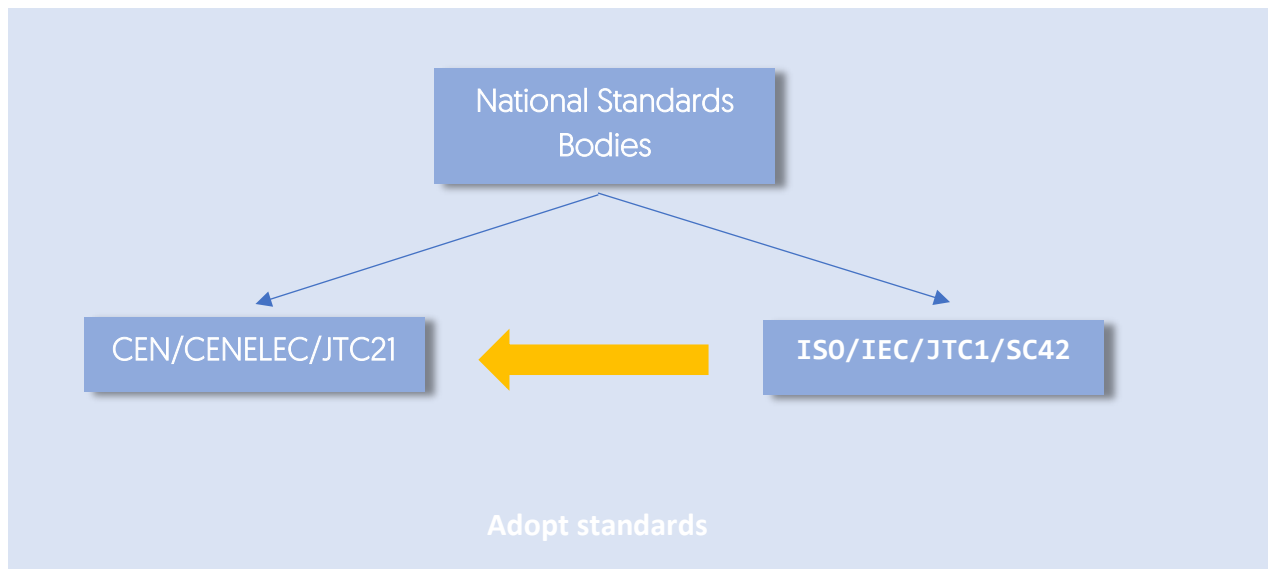 National Standards
Bodies
CEN/CENELEC/JTC21
ISO/IEC/JTC1/SC42
Adopt standards